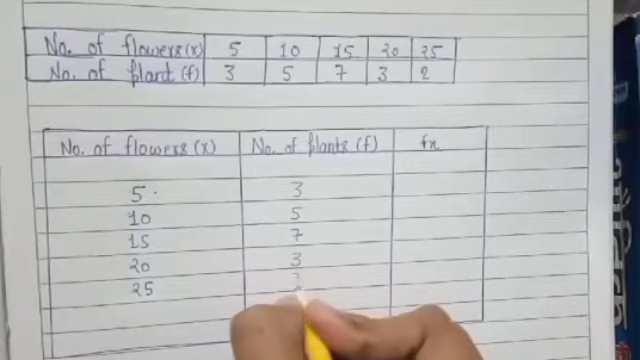 No. of flowers(x) 5 10 15 20 25
No. of plant (f) 3 5 7 3 2
No. of flowers (x) No. of plants (f) fx
5 3
10 5
15 7
20 3
25